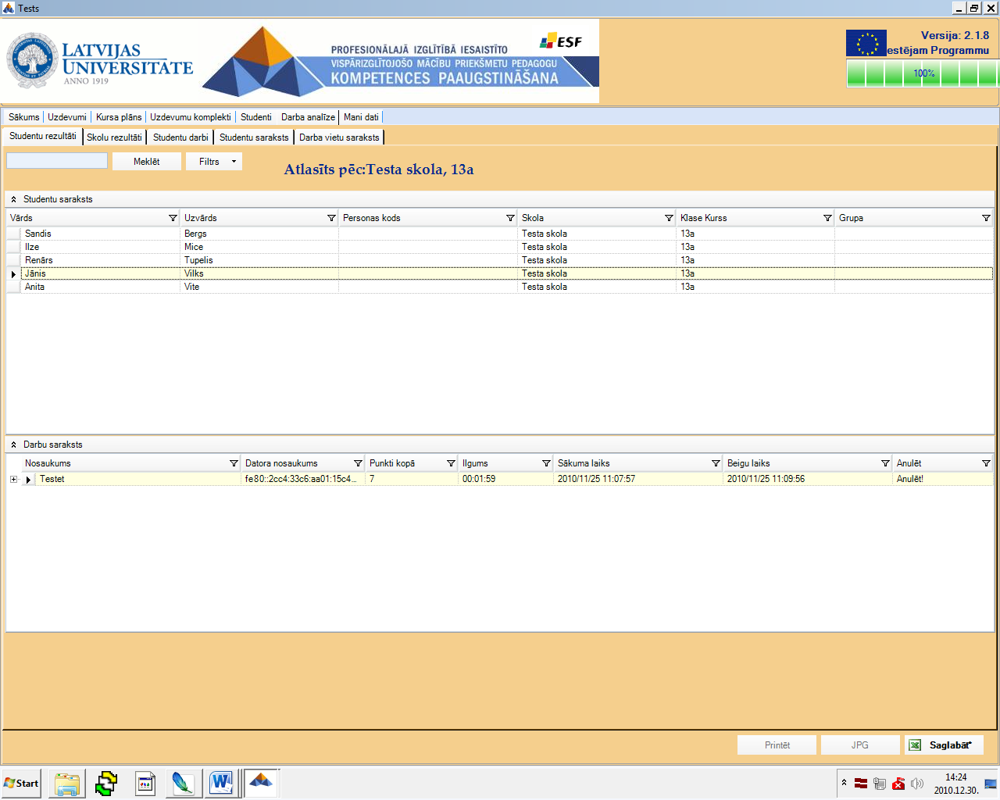 Tests
LATVIJAS
UNIVERSITATE
ANNO 1919
PROFESIONĀLAJĀ IZGLĪTĪBĀ IESAISTĪTO
VISPĀRIZGLĪTOJOŠO MĀCĪBU PRIEKŠMETU PEDAGOGU
KOMPETENCES PAAUGSTINĀŠANA
ESF
Versija: 2.1.8
estējam Programmu
100%
Sākums Uzdevumi Kursa plāns Uzdevumu komplekti Studenti Darba analīze Mani dati
Studentu rezultāti Skolu rezultāti Studentu darbi Studentu saraksts Darba vietu saraksts
Meklēt Filtrs
Atlasīts pēc:Testa skola, 13a
Studentu saraksts
Vārds Uzvārds Personas kods Skola Klase Kurss Grupa
Sandis Bergs Testa skola 13a
Ilze Mice Testa skola 13a
Renārs Tupelis Testa skola 13a
Jānis Vilks Testa skola 13a
Anita Vite Testa skola 13a
Darbu saraksts
Nosaukums Datora nosaukums Punkti kopā Ilgums Sākuma laiks Beigu laiks Anulēt
Testet fe80::2cc4:33c6:aa01:15c4... 7 00:01:59 2010/11/25 11:07:57 2010/11/25 11:09:56 Anulēt!
Printēt JPG Saglabāt
Start
14:24
2010.12.30.